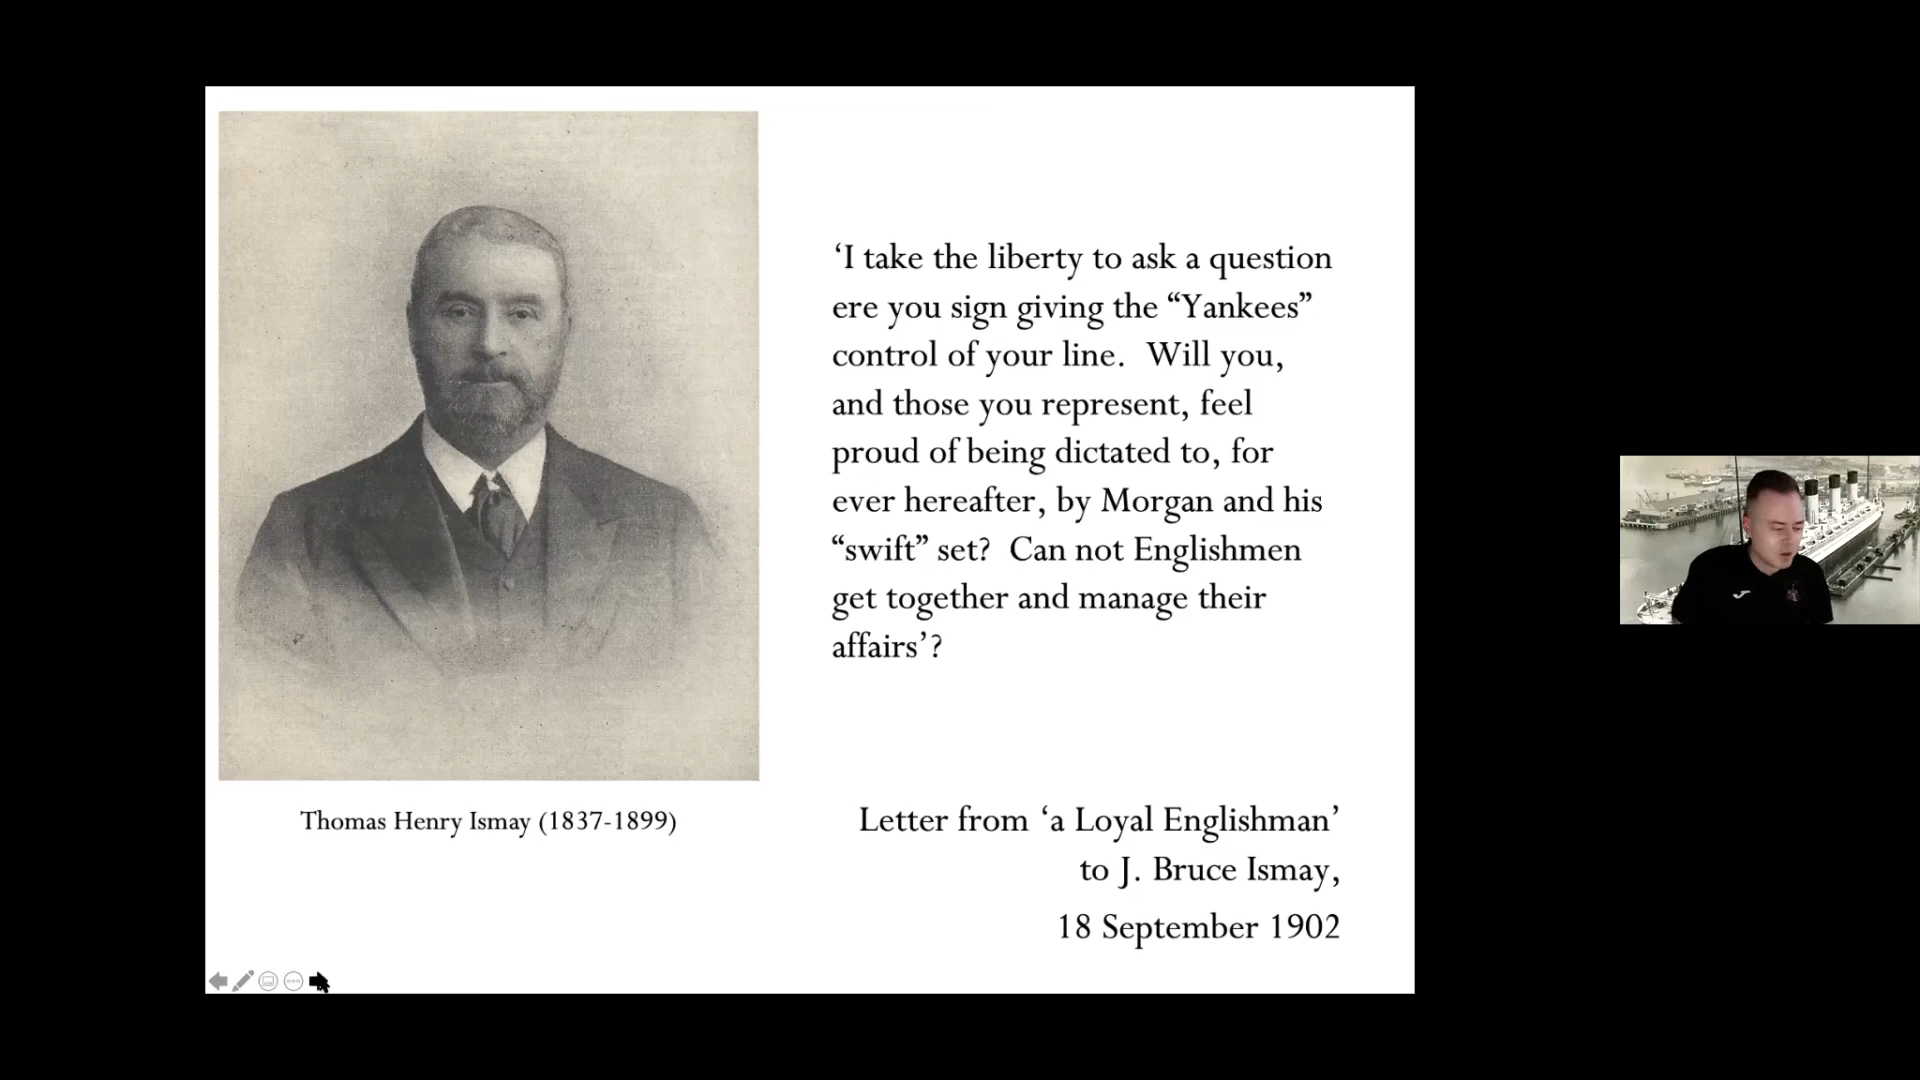 ‘I take the liberty to ask a question
ere you sign giving the “Yankees”
control of your line.  Will you,
and those you represent, feel
proud of being dictated to, for
ever hereafter, by Morgan and his
“swift” set?  Can not Englishmen
get together and manage their
affairs’?
Thomas Henry Ismay (1837-1899)
Letter from ‘a Loyal Englishman’
to J. Bruce Ismay,
18 September 1902